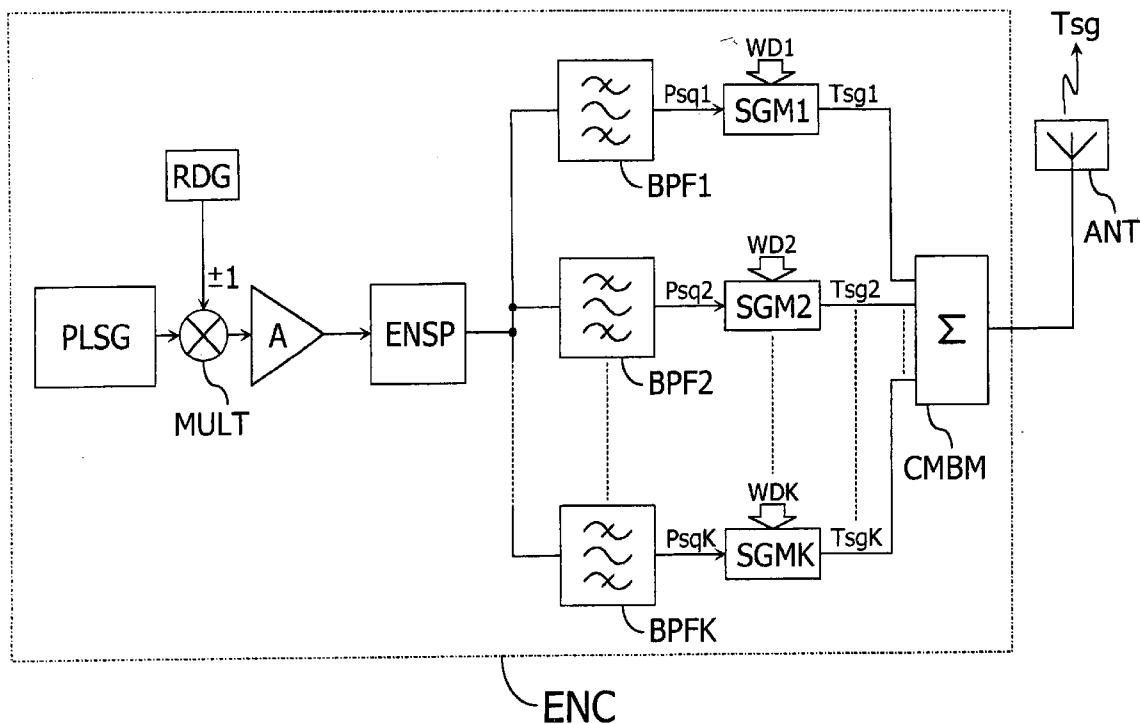 Tsg
WD1
Psq1
SGM1
Tsg1
BPF1
RDG
ANT
±1
WD2
Psq2
SGM2
Tsg2
PLSG
A
ENSP
Σ
BPF2
MULT
CMBM
WDK
PsqK
SGMK
TsgK
BPFK
ENC